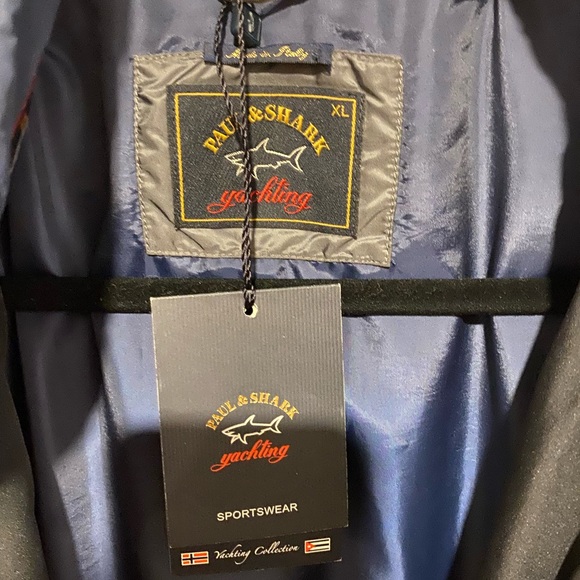 Made in Italy
XL
PAUL & SHARK
yachting
PAUL & SHARK
yachting
SPORTSWEAR
Yachting Collection